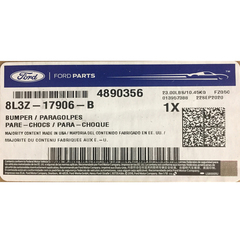 Ford FORD PARTS
4890356
8L3Z-17906-B
1X
BUMPER / PARAGOLPES
PARE-CHOCS / PARA-CHOQUE
MAJORITY CONTENT MADE IN USA / MAYORIA DEL CONTENIDO FABRICADO EN EE. UU. /
MAJORITE DU CONTENU FABRIQUE AUX E.-U